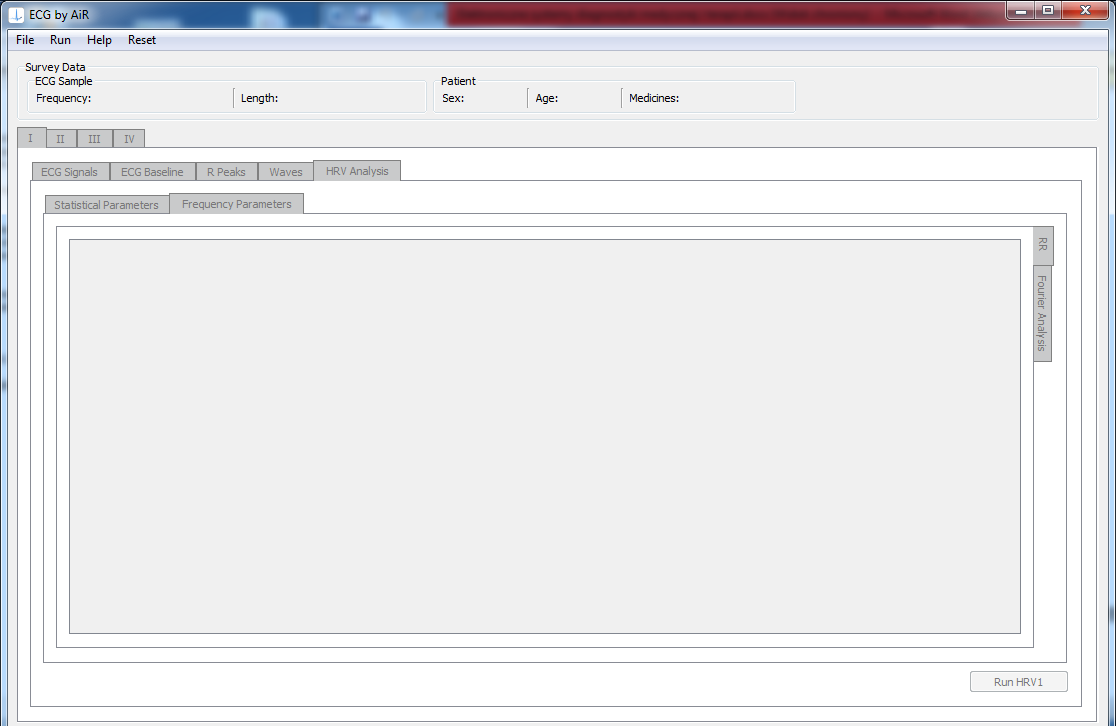 ECG by AiR
File Run Help Reset
Survey Data
ECG Sample Patient
Frequency: Length: Sex: Age: Medicines:
I II III IV
ECG Signals ECG Baseline R Peaks Waves HRV Analysis
Statistical Parameters Frequency Parameters
RR
Fourier Analysis
Run HRV1